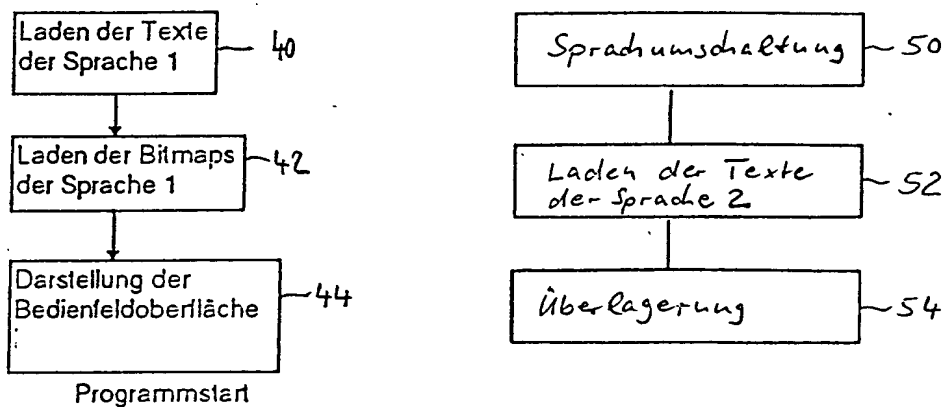 Laden der Texte
der Sprache 1
40
Laden der Bitmaps
der Sprache 1
42
Darstellung der
Bedienfeldoberfläche
44
Programmstart
Sprachumschaltung
50
Laden der Texte
der Sprache 2
52
Überlagerung
54